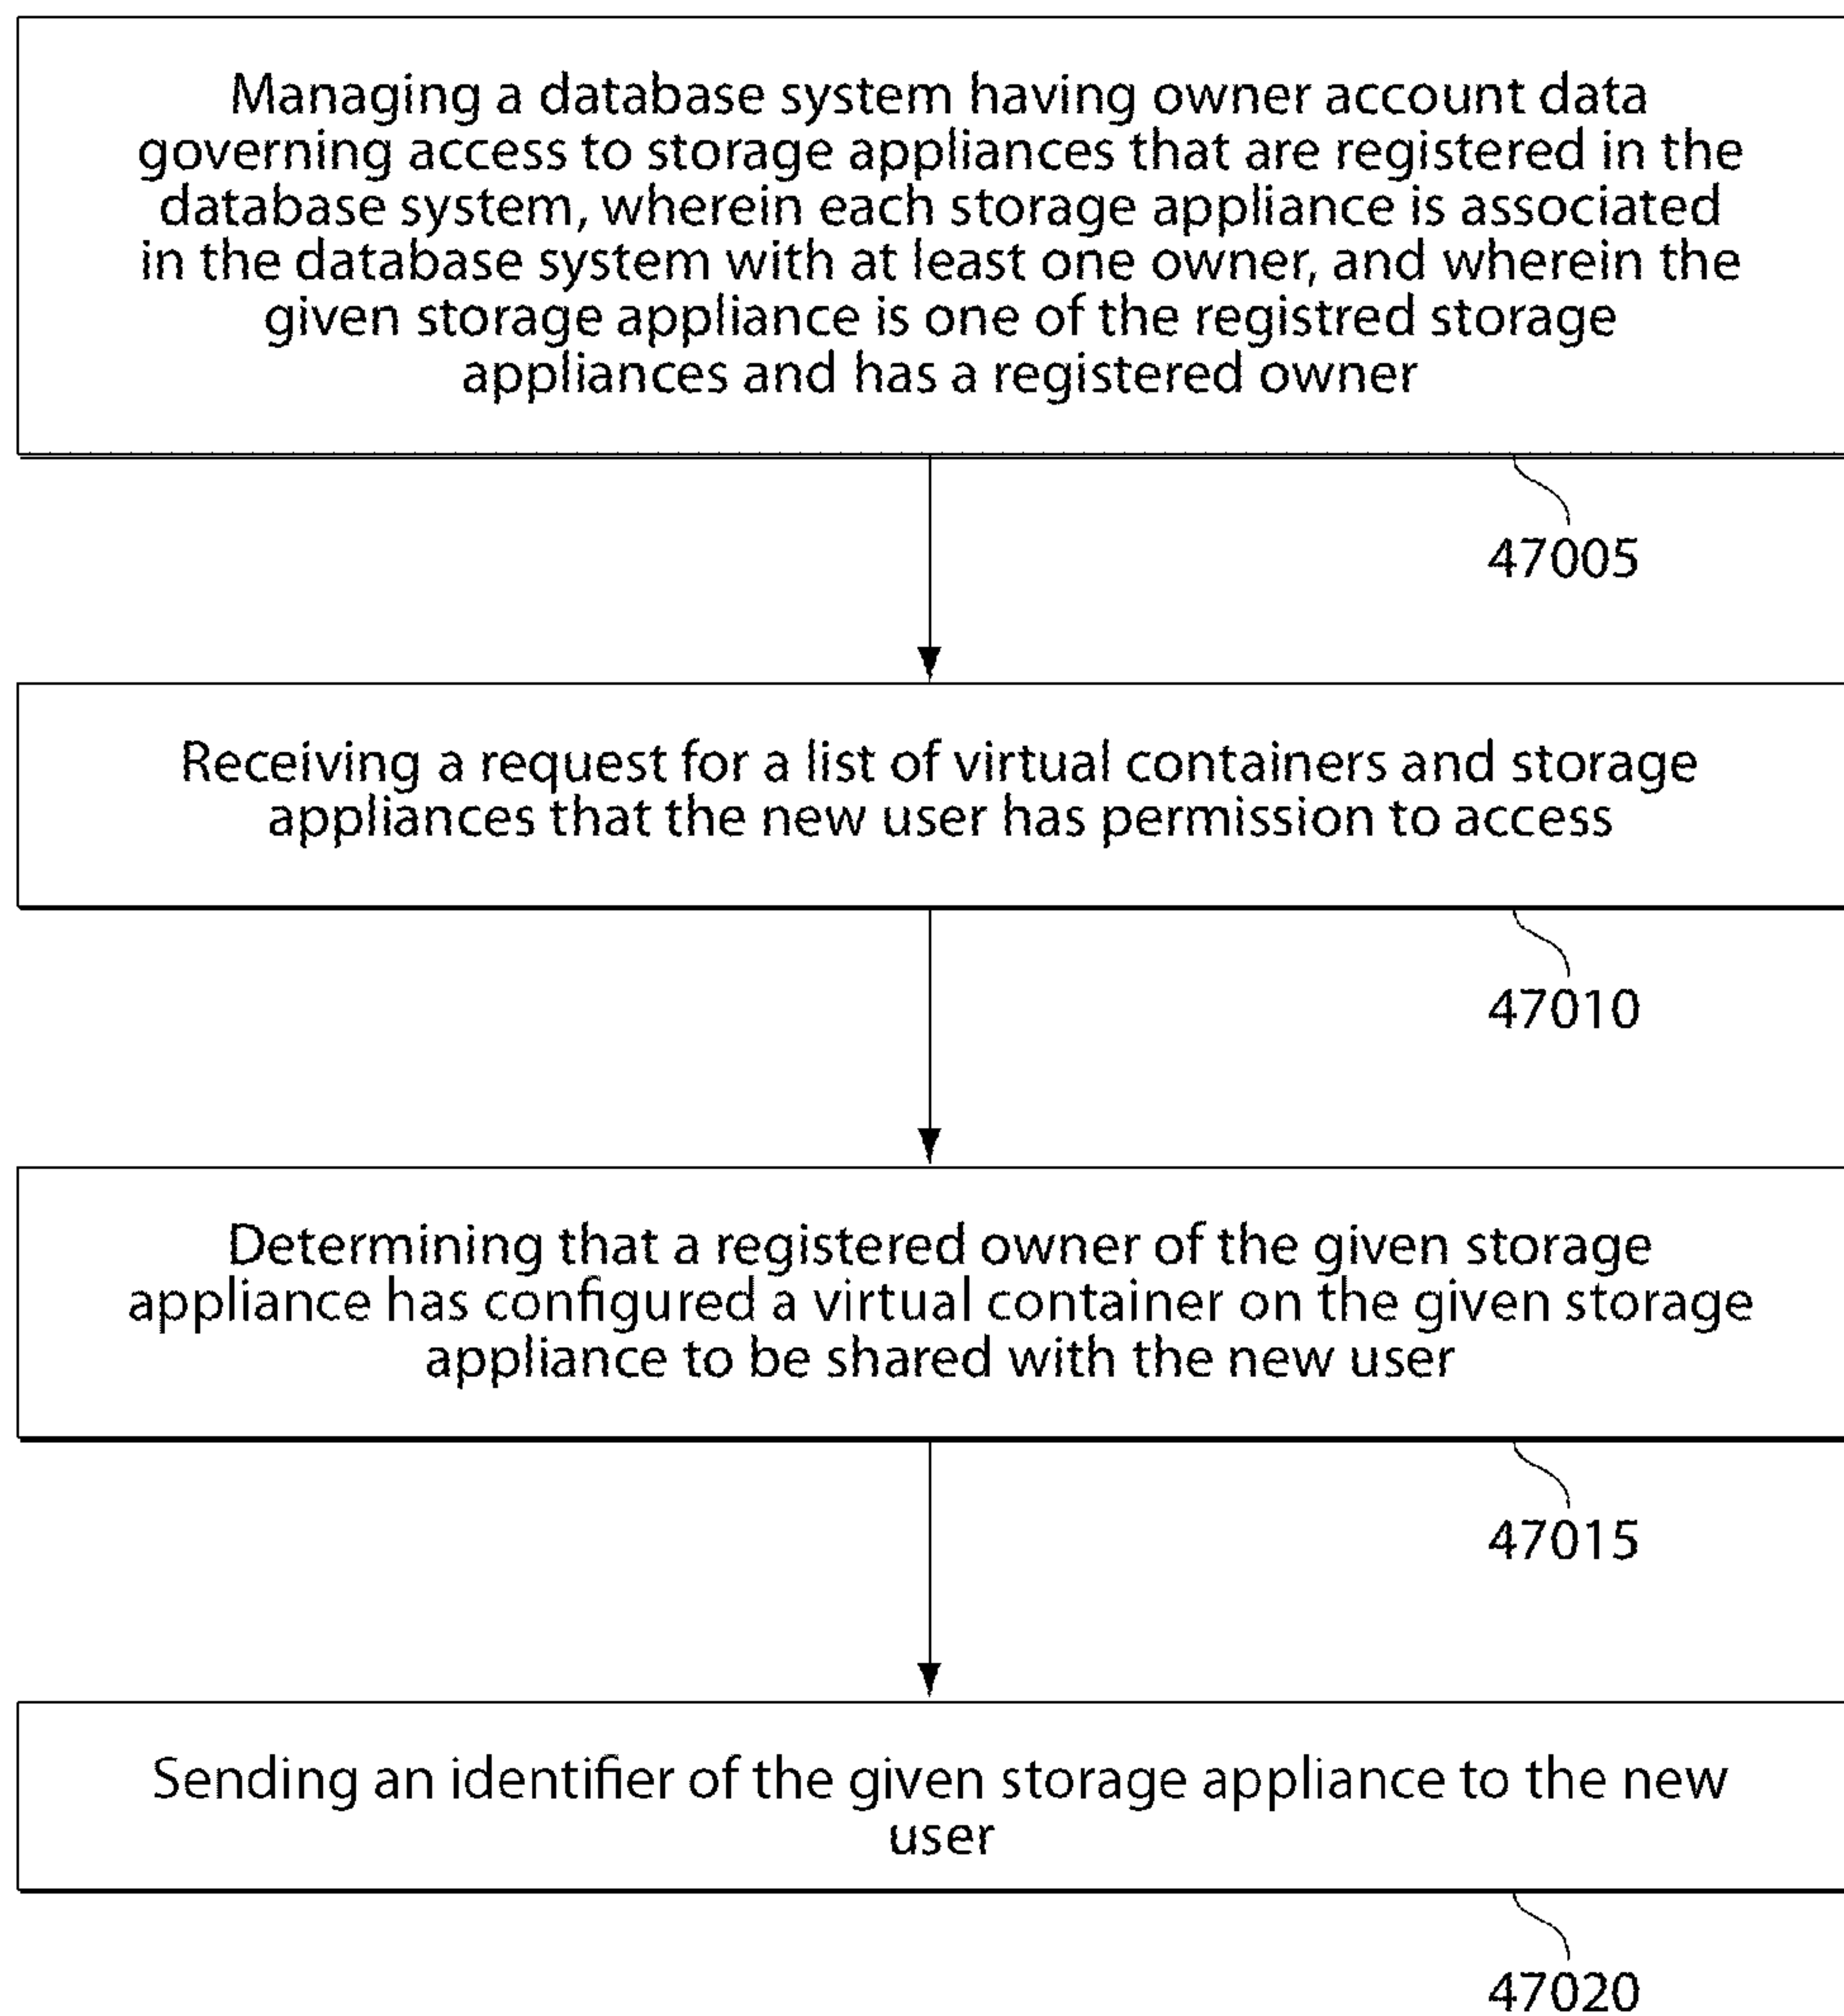 Managing a database system having owner account data
governing access to storage appliances that are registered in the
database system, wherein each storage appliance is associated
in the database system with at least one owner, and wherein the
given storage appliance is one of the registred storage
appliances and has a registered owner
47005
Receiving a request for a list of virtual containers and storage
appliances that the new user has permission to access
47010
Determining that a registered owner of the given storage
appliance has configured a virtual container on the given storage
appliance to be shared with the new user
47015
Sending an identifier of the given storage appliance to the new
user
47020